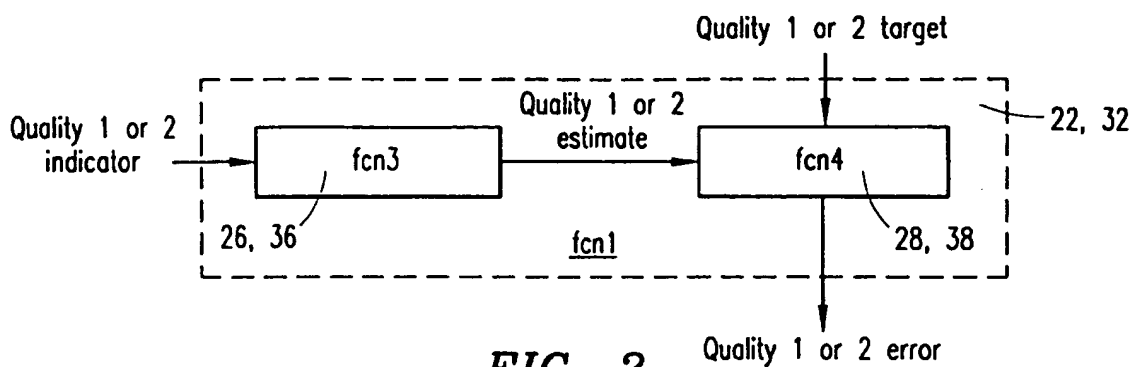 Quality 1 or 2 target
Quality 1 or 2
indicator
Quality 1 or 2
estimate
22, 32
fcn3
fcn4
26, 36
fcn1
28, 38
Quality 1 or 2 error